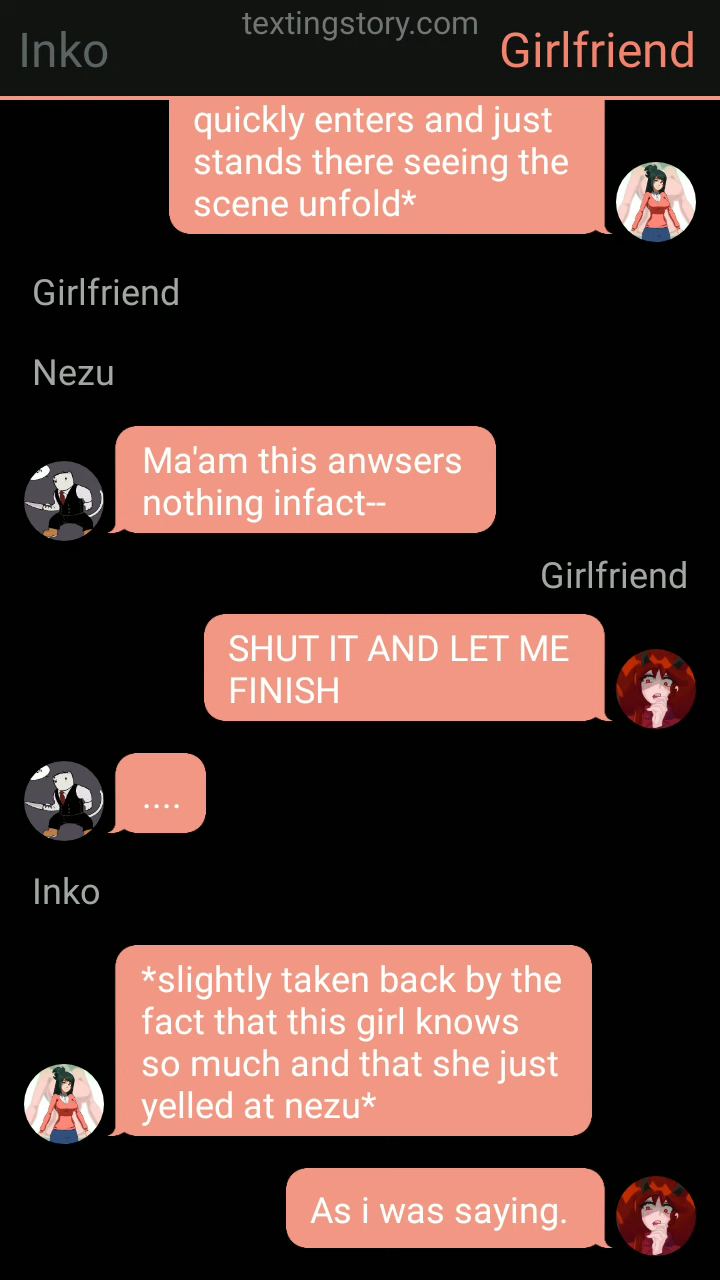 textingstory.com
Inko
Girlfriend
quickly enters and just
stands there seeing the
scene unfold*
Girlfriend
Nezu
Ma'am this anwsers
nothing infact--
Girlfriend
SHUT IT AND LET ME
FINISH
....
Inko
*slightly taken back by the
fact that this girl knows
so much and that she just
yelled at nezu*
As i was saying.